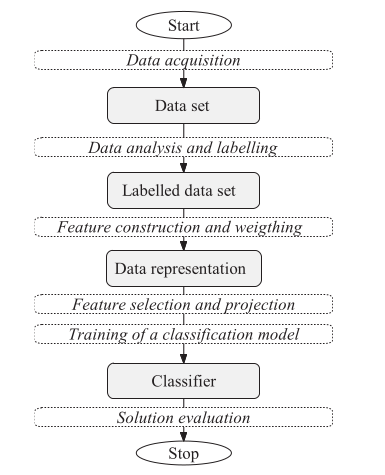 Start
Data acquisition
Data set
Data analysis and labelling
Labelled data set
Feature construction and weigthing
Data representation
Feature selection and projection
Training of a classification model
Classifier
Solution evaluation
Stop